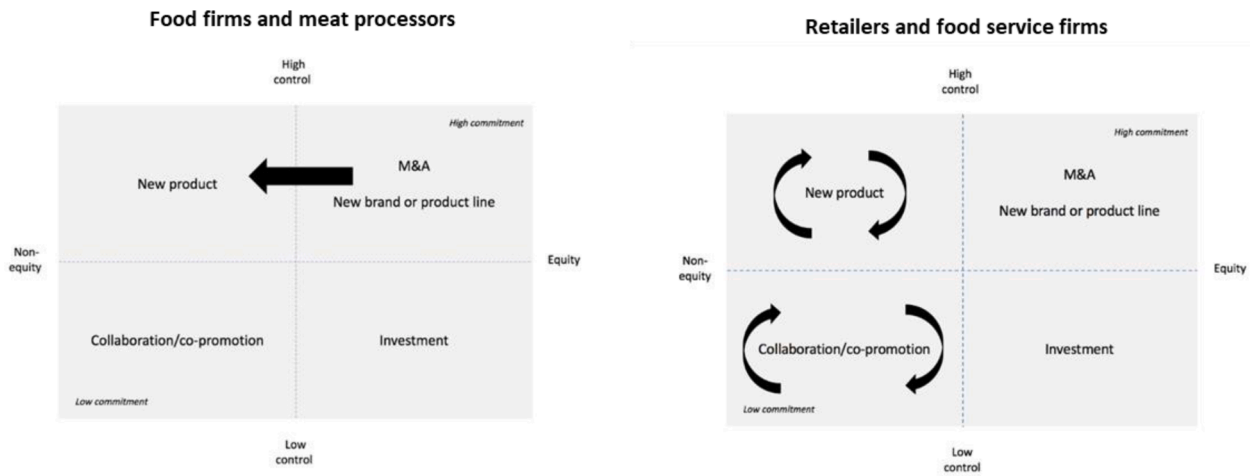 Food firms and meat processors
High
control
High commitment
M&A
New product
New brand or product line
Non-
equity
Equity
Collaboration/co-promotion
Investment
Low commitment
Low
control
Retailers and food service firms
High
control
High commitment
M&A
New product
New brand or product line
Non-
equity
Equity
Collaboration/co-promotion
Investment
Low commitment
Low
control